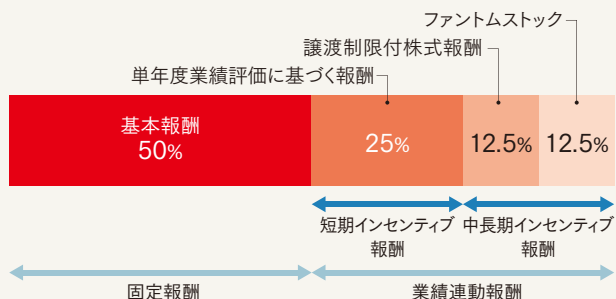 ファントムストック
譲渡制限付株式報酬
単年度業績評価に基づく報酬
基本報酬
50%
25%
12.5%
12.5%
短期インセンティブ
報酬
中長期インセンティブ
報酬
固定報酬
業績連動報酬